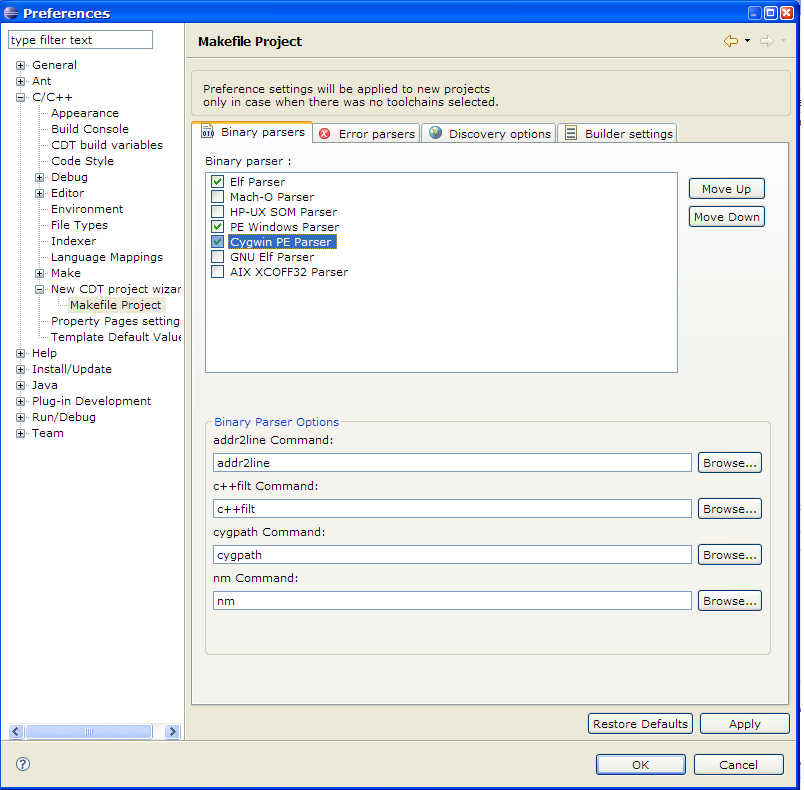 Preferences
type filter text
General
Ant
C/C++
Appearance
Build Console
CDT build variables
Code Style
Debug
Editor
Environment
File Types
Indexer
Language Mappings
Make
New CDT project wizar
Makefile Project
Property Pages setting
Template Default Value
Help
Install/Update
Java
Plug-in Development
Run/Debug
Team
Makefile Project
Preference settings will be applied to new projects
only in case when there was no toolchains selected.
Binary parsers
Error parsers
Discovery options
Builder settings
Binary parser :
Elf Parser
Mach-O Parser
HP-UX SOM Parser
PE Windows Parser
Cygwin PE Parser
GNU Elf Parser
AIX XCOFF32 Parser
Move Up
Move Down
Binary Parser Options
addr2line Command:
addr2line
Browse...
c++filt Command:
c++filt
Browse...
cygpath Command:
cygpath
Browse...
nm Command:
nm
Browse...
Restore Defaults
Apply
OK
Cancel